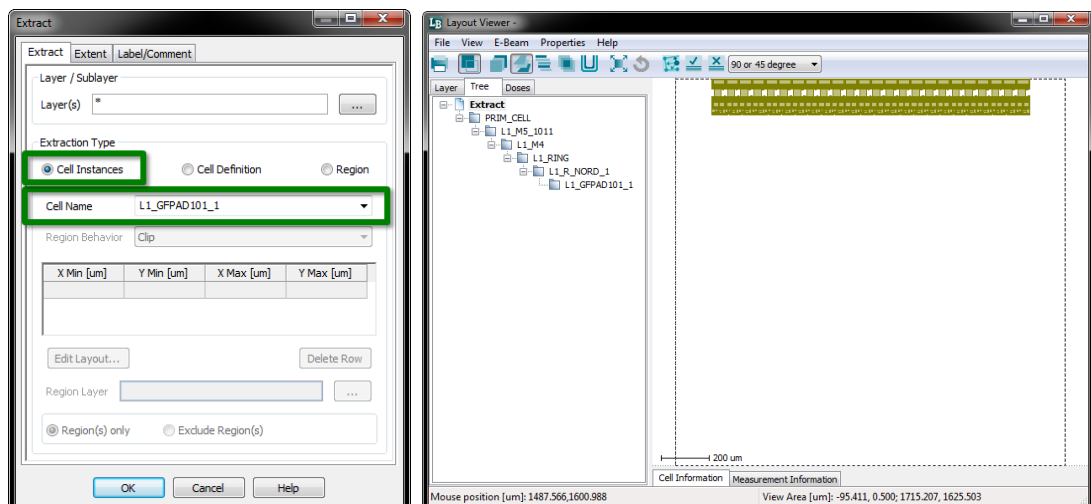 Extract
Extract Extent Label/Comment
Layer / Sublayer
Layer(s) * ...
Extraction Type
Cell Instances Cell Definition Region
Cell Name L1_GFPAD101_1
Region Behavior Clip
X Min [um] Y Min [um] X Max [um] Y Max [um]
Edit Layout... Delete Row
Region Layer ...
Region(s) only Exclude Region(s)
OK Cancel Help
LB Layout Viewer -
File View E-Beam Properties Help
90 or 45 degree
Layer Tree Doses
Extract
PRIM_CELL
L1_M5_1011
L1_M4
L1_RING
L1_R_NORD_1
L1_GFPAD101_1
200 um
Cell Information Measurement Information
Mouse position [um]: 1487.566,1600.988 View Area [um]: -95.411, 0.500; 1715.207, 1625.503